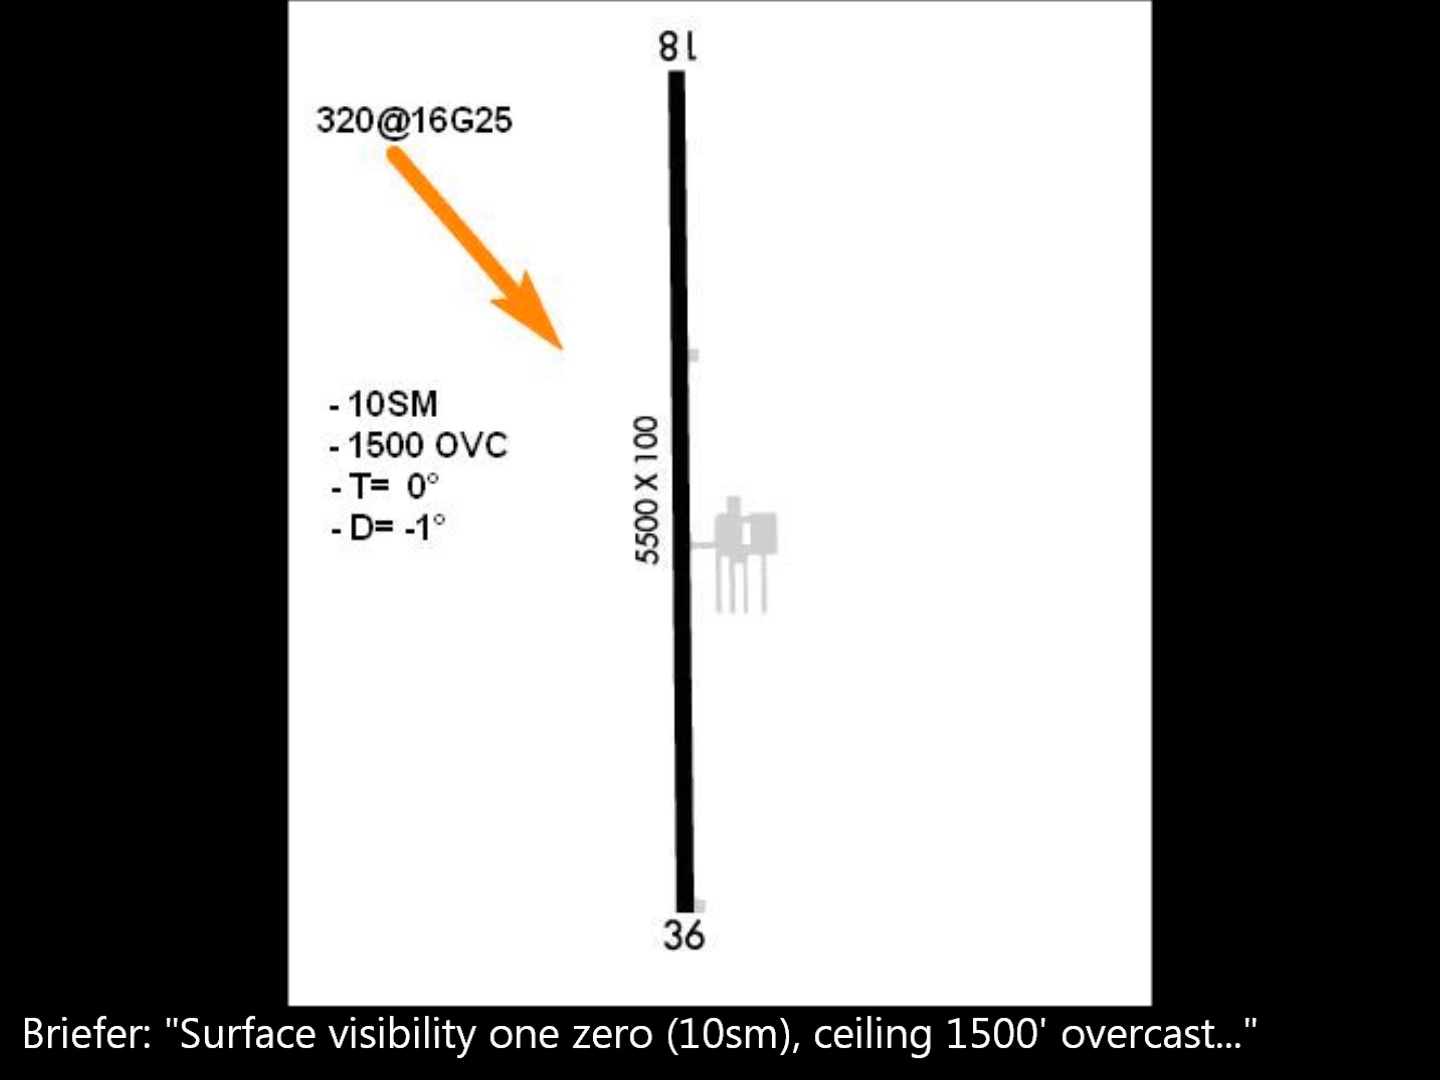 18
320@16G25
- 10SM
- 1500 OVC
- T= 0°
- D= -1°
5500 X 100
36
Briefer: "Surface visibility one zero (10sm), ceiling 1500' overcast..."